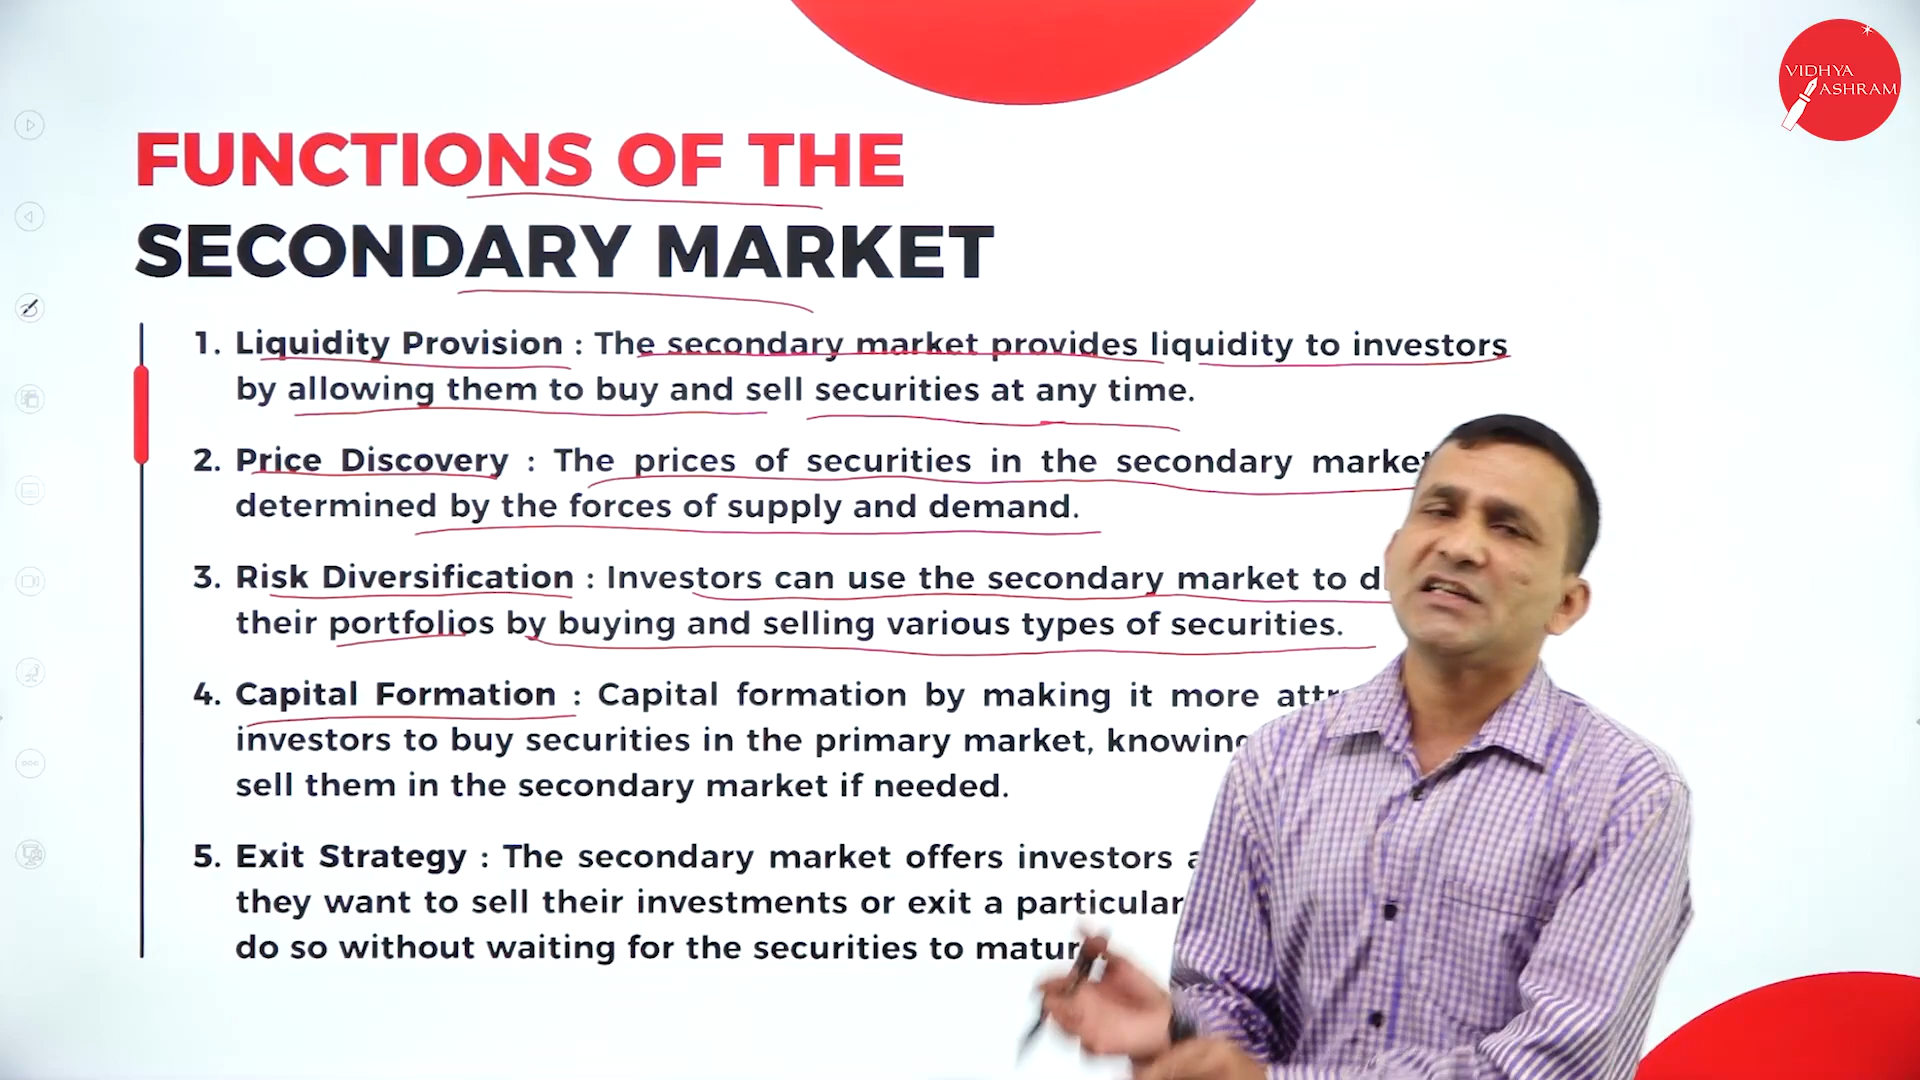 VIDHYA
ASHRAM
FUNCTIONS OF THE
SECONDARY MARKET
1. Liquidity Provision : The secondary market provides liquidity to investors
by allowing them to buy and sell securities at any time.
2. Price Discovery : The prices of securities in the secondary market
determined by the forces of supply and demand.
3. Risk Diversification : Investors can use the secondary market to
their portfolios by buying and selling various types of securities.
4. Capital Formation : Capital formation by making it more
investors to buy securities in the primary market, knowing
sell them in the secondary market if needed.
5. Exit Strategy : The secondary market offers investors
they want to sell their investments or exit a particular
do so without waiting for the securities to